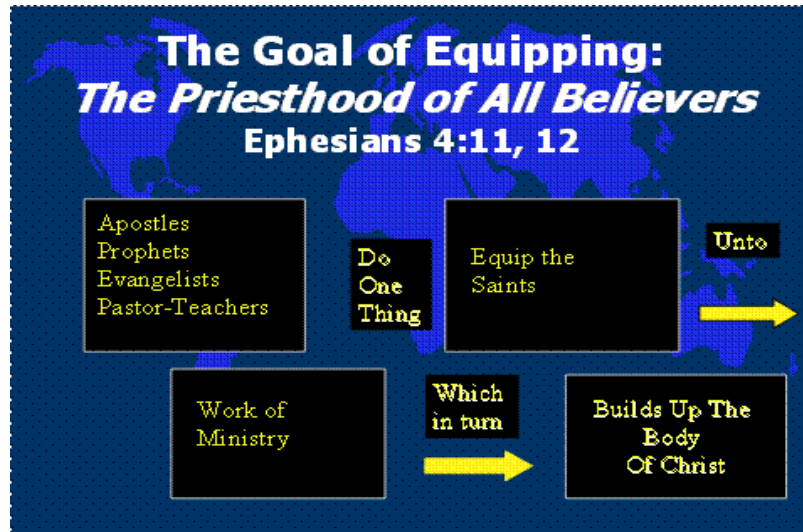 The Goal of Equipping:
The Priesthood of All Believers
Ephesians 4:11, 12
Apostles
Prophets
Evangelists
Pastor-Teachers
Do
One
Thing
Equip the
Saints
Unto
Work of
Ministry
Which
in turn
Builds Up The
Body
Of Christ